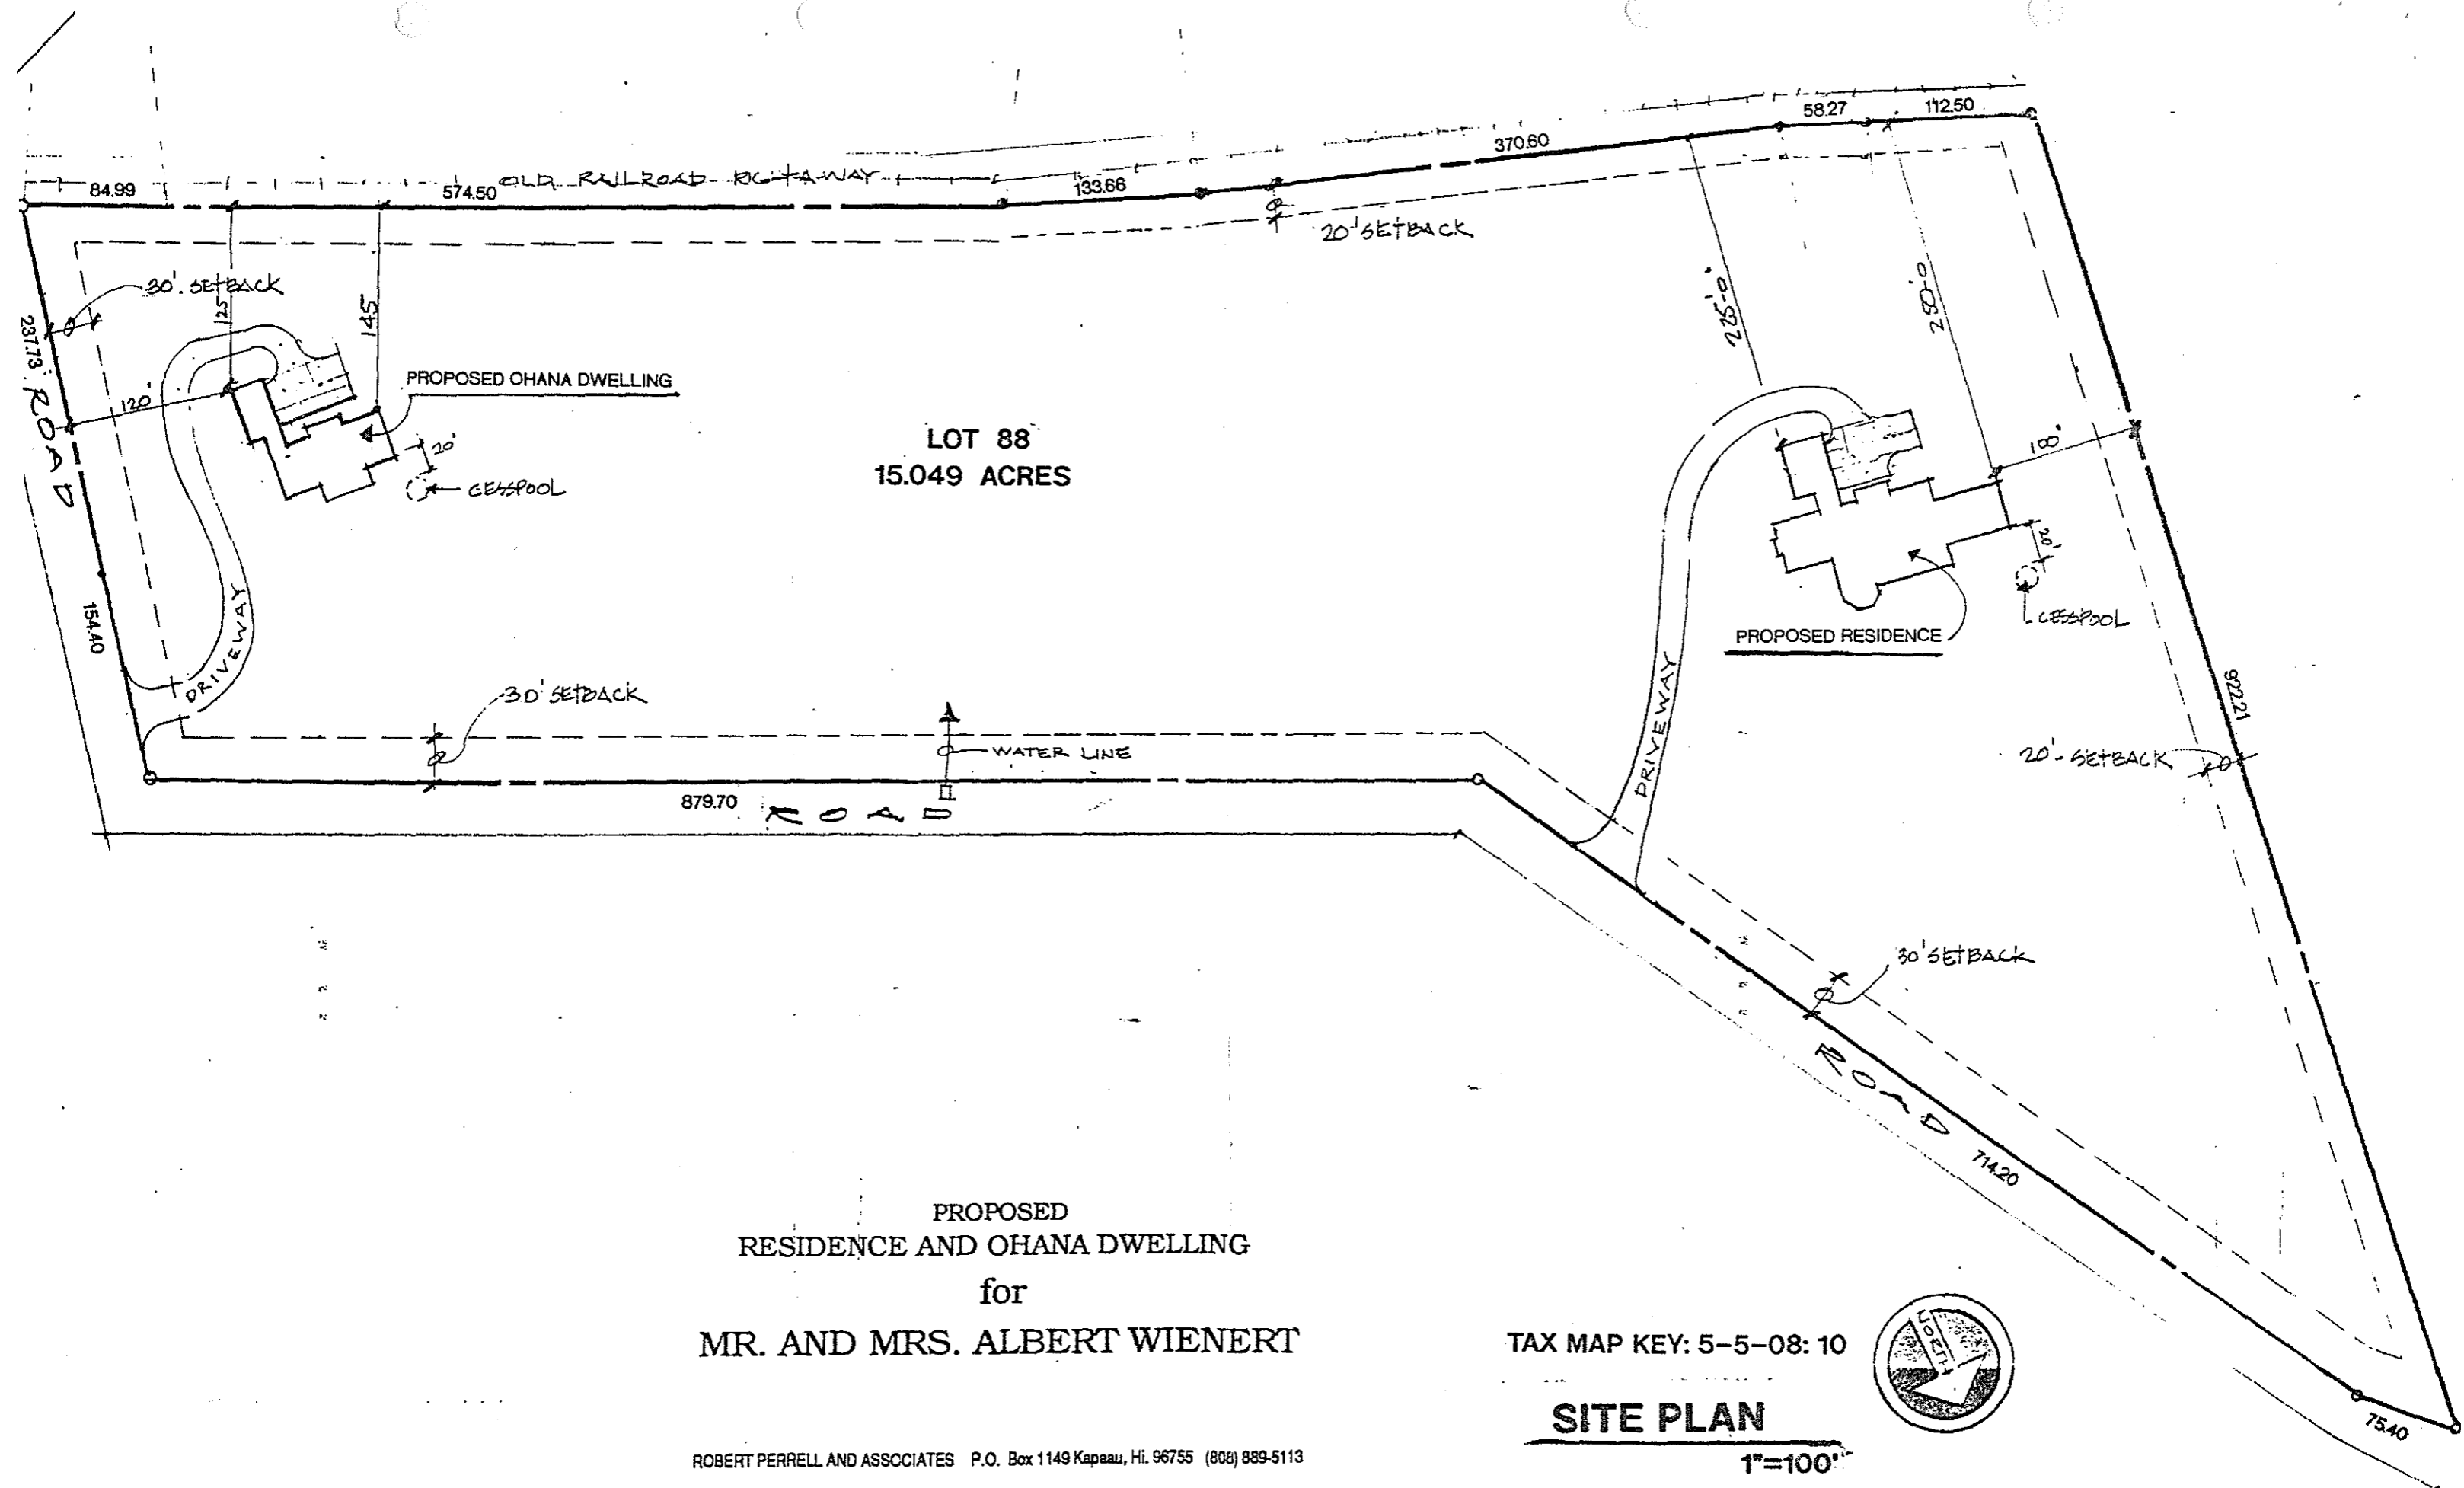 58.27
112.50
370.60
84.99
574.50
OLD RAILROAD RIGHT-A-WAY
133.66
20' SETBACK
30'. SETBACK
125'
145
225'-0"
250'-0
237.73
ROAD
120'
PROPOSED OHANA DWELLING
20'
CESSPOOL
LOT 88
15.049 ACRES
20'
CESSPOOL
PROPOSED RESIDENCE
154.40
DRIVEWAY
30' SETBACK
WATER LINE
DRIVEWAY
922.21
20'- SETBACK
879.70
ROAD
30' SETBACK
ROAD
714.20
75.40
PROPOSED
RESIDENCE AND OHANA DWELLING
for
MR. AND MRS. ALBERT WIENERT
TAX MAP KEY: 5-5-08: 10
NORTH
SITE PLAN
1"=100'
ROBERT PERRELL AND ASSOCIATES P.O. Box 1149 Kapaau, Hi. 96755 (808) 889-5113